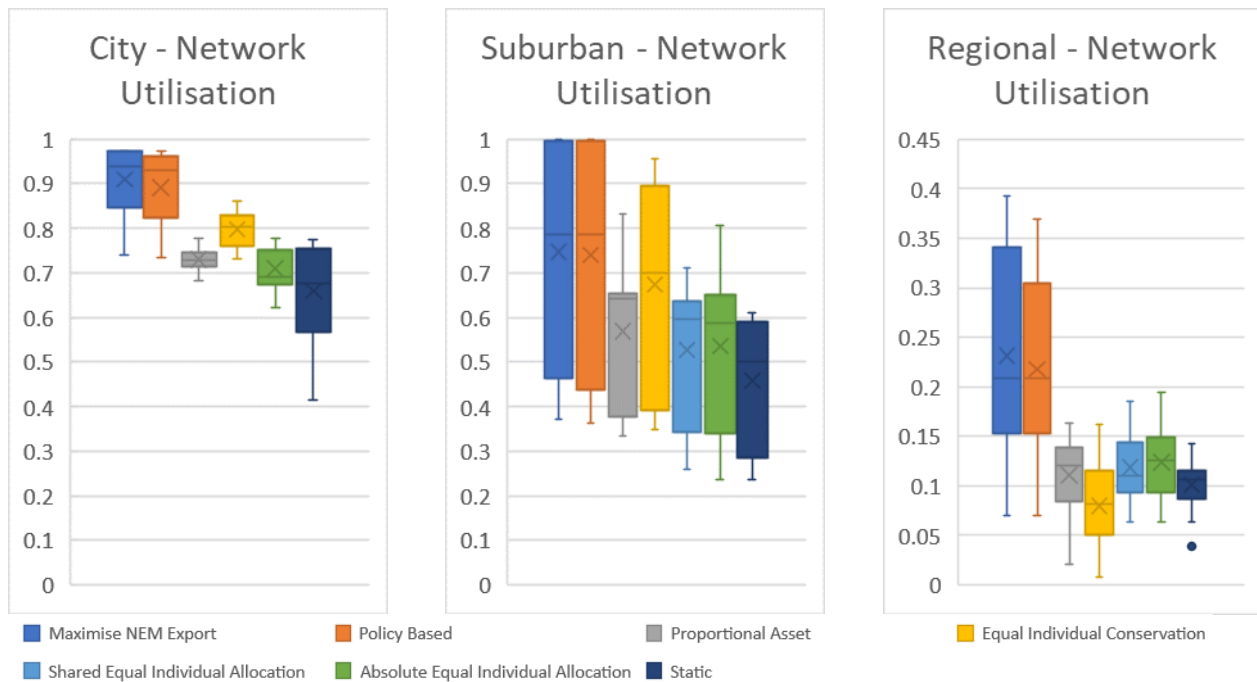 City - Network
Utilisation
1
0.9
0.8
0.7
0.6
0.5
0.4
0.3
0.2
0.1
0
Suburban - Network
Utilisation
1
0.9
0.8
0.7
0.6
0.5
0.4
0.3
0.2
0.1
0
Regional - Network
Utilisation
0.45
0.4
0.35
0.3
0.25
0.2
0.15
0.1
0.05
0
Maximise NEM Export
Policy Based
Proportional Asset
Equal Individual Conservation
Shared Equal Individual Allocation
Absolute Equal Individual Allocation
Static